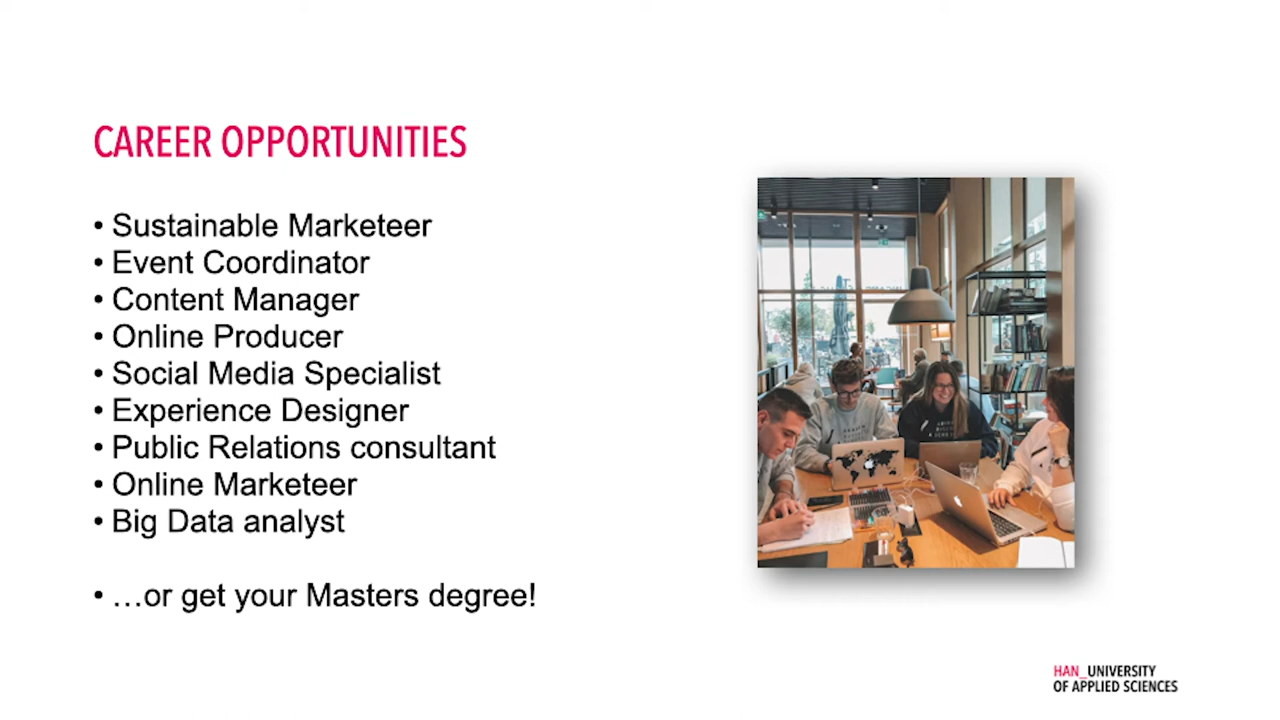 CAREER OPPORTUNITIES
• Sustainable Marketeer
• Event Coordinator
• Content Manager
• Online Producer
• Social Media Specialist
• Experience Designer
• Public Relations consultant
• Online Marketeer
• Big Data analyst
• …or get your Masters degree!
HAN_UNIVERSITY
OF APPLIED SCIENCES